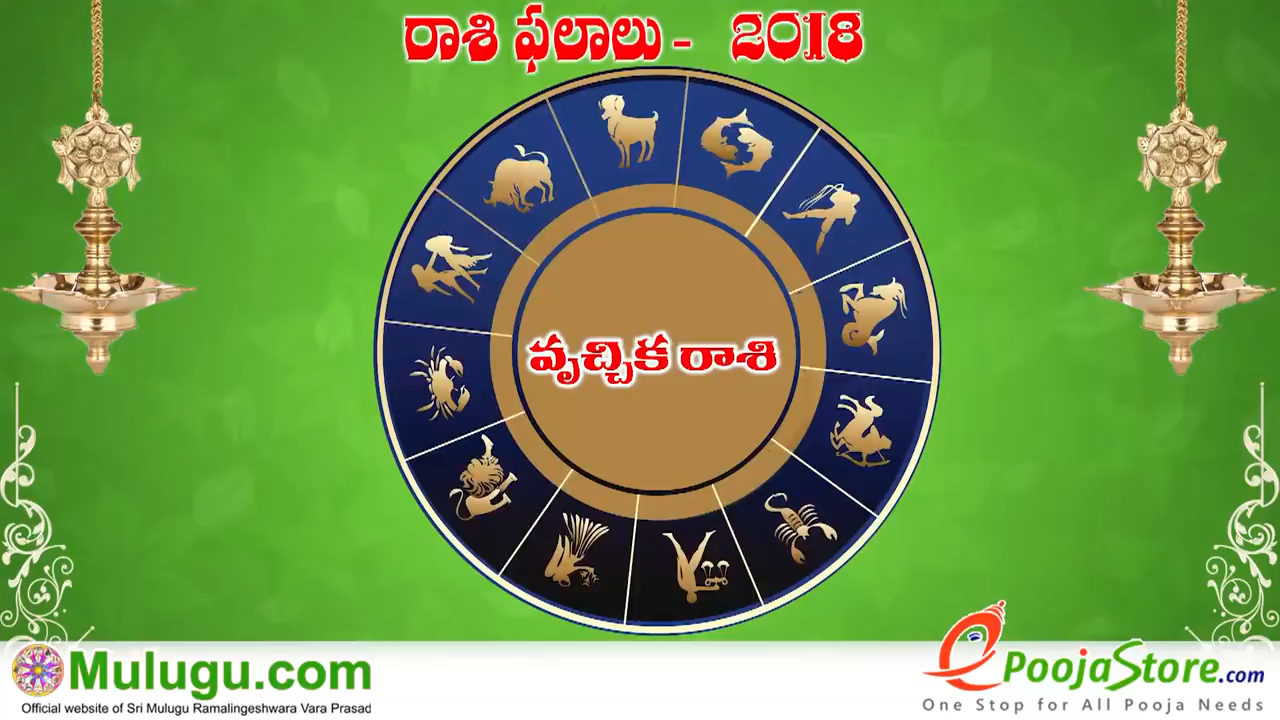 రాశి ఫలాలు - 2018
వృచ్చిక రాశి
Mulugu.com
Official website of Sri Mulugu Ramalingeshwara Vara Prasad
ePoojaStore.com
One Stop for All Pooja Needs